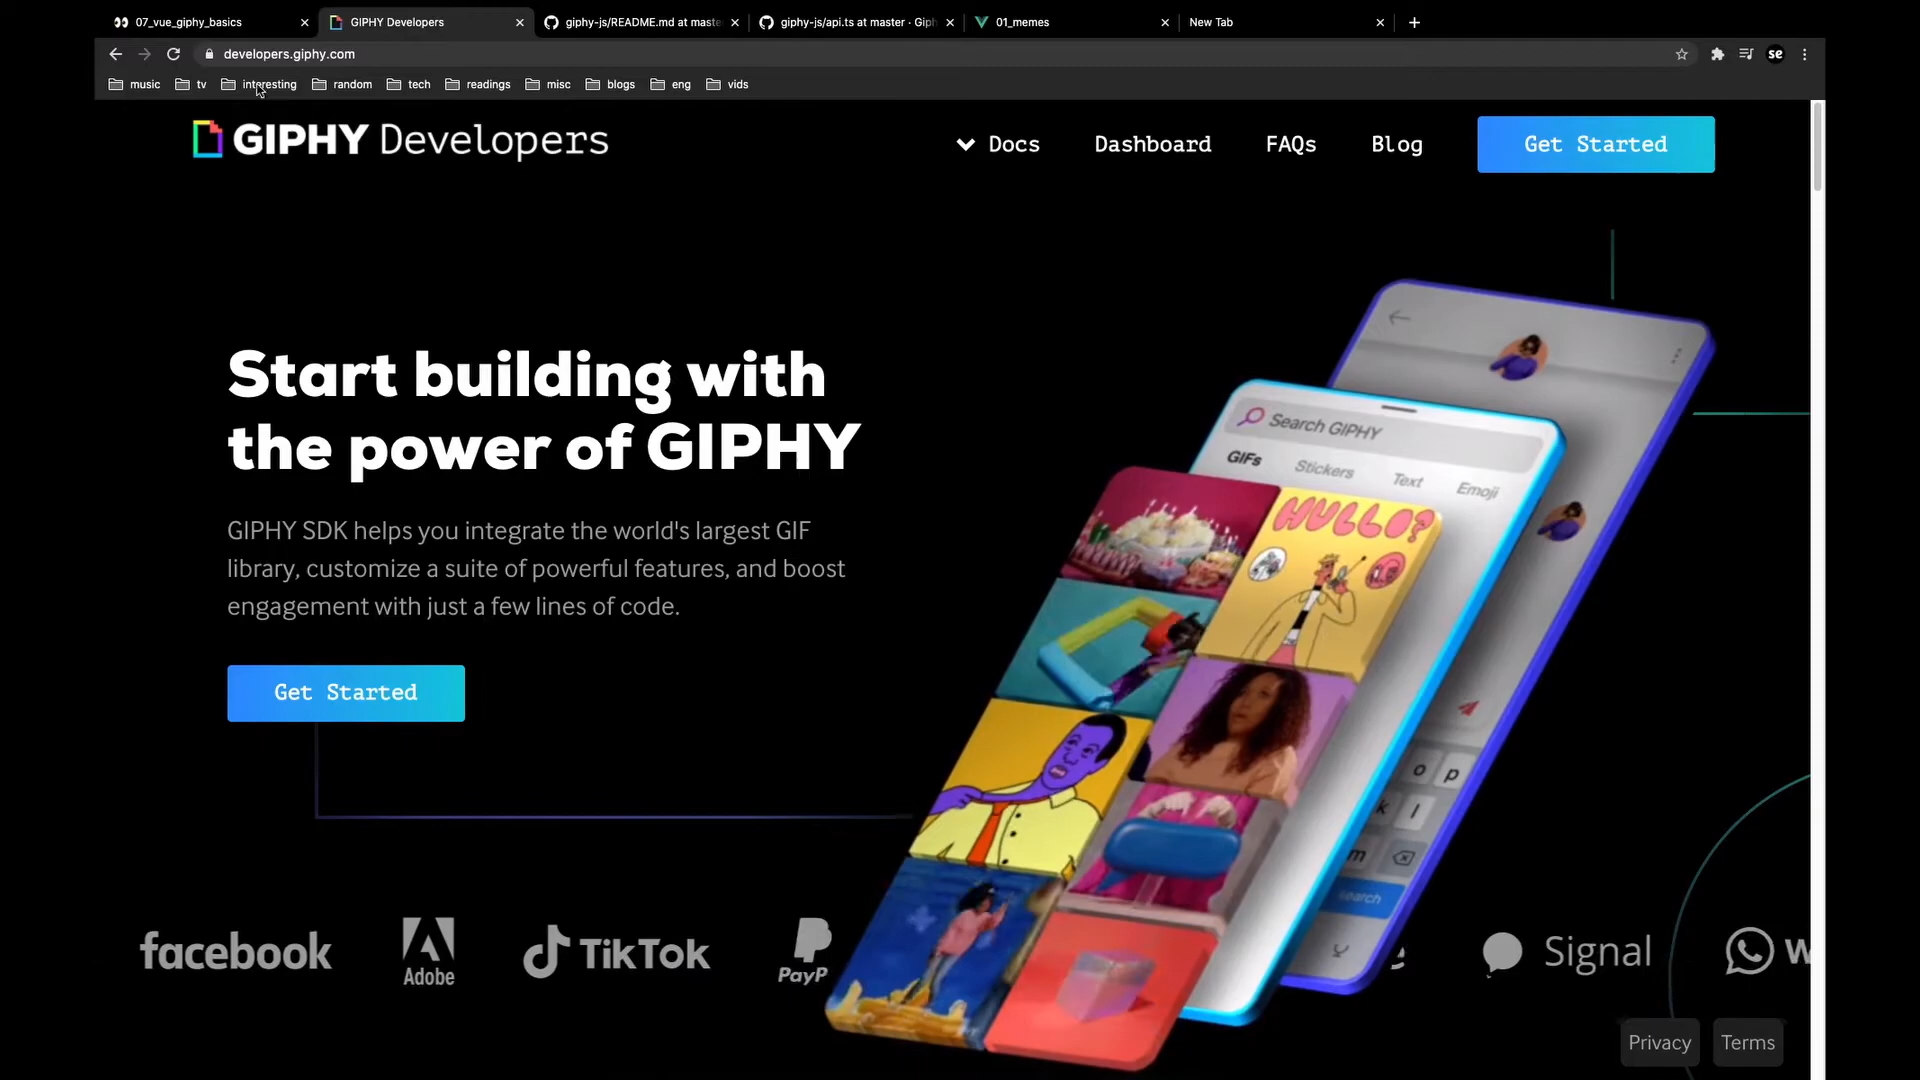 07_vue_giphy_basics
GIPHY Developers
giphy-js/README.md at maste
giphy-js/api.ts at master · Giph
01_memes
New Tab
developers.giphy.com
se
music
tv
interesting
random
tech
readings
misc
blogs
eng
vids
GIPHY Developers
Docs
Dashboard
FAQs
Blog
Get Started
Start building with
the power of GIPHY
GIPHY SDK helps you integrate the world's largest GIF
library, customize a suite of powerful features, and boost
engagement with just a few lines of code.
Get Started
Search GIPHY
GIFs
Stickers
Text
Emoji
HULLO?
o p
k l
m
search
facebook
Adobe
TikTok
PayP
e
Signal
W
Privacy
Terms